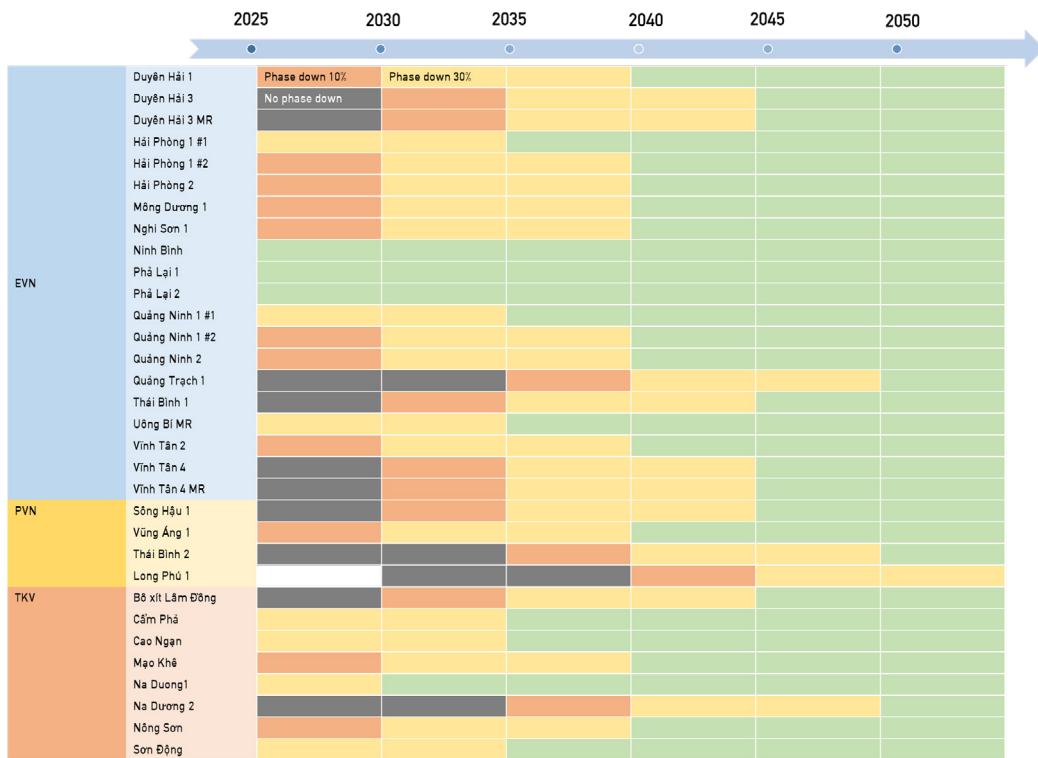 2025 2030 2035 2040 2045 2050
Duyên Hải 1 Phase down 10% Phase down 30%
Duyên Hải 3 No phase down
Duyên Hải 3 MR
Hải Phòng 1 #1
Hải Phòng 1 #2
Hải Phòng 2
Mông Dương 1
Nghi Sơn 1
Ninh Bình
Phả Lại 1
EVN
Phả Lại 2
Quảng Ninh 1 #1
Quảng Ninh 1 #2
Quảng Ninh 2
Quảng Trạch 1
Thái Bình 1
Uông Bí MR
Vĩnh Tân 2
Vĩnh Tân 4
Vĩnh Tân 4 MR
PVN Sông Hậu 1
Vũng Áng 1
Thái Bình 2
Long Phú 1
TKV Bô xít Lâm Đồng
Cẩm Phả
Cao Ngạn
Mạo Khê
Na Duong1
Na Dương 2
Nông Sơn
Sơn Động